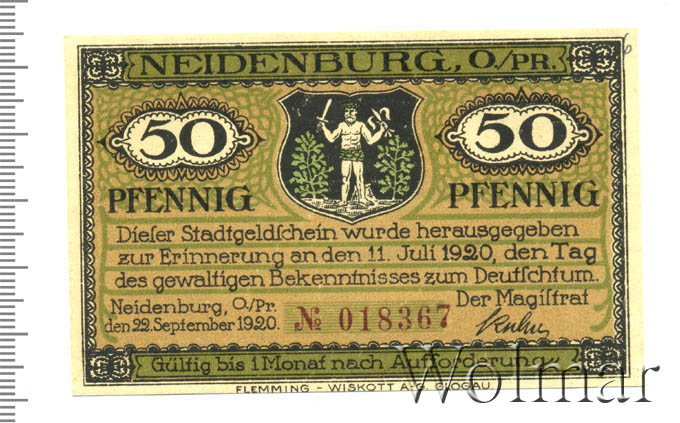 NEIDENBURG, O/PR.
50 PFENNIG
50 PFENNIG
Dieſer Stadtgeldſchein wurde herausgegeben
zur Erinnerung an den 11. Juli 1920, den Tag
des gewaltigen Bekenntniſſes zum Deutſchtum.
Neidenburg, O/Pr.
den 22. September 1920.
№ 018367
Der Magiſtrat
Gültig bis 1 Monat nach Aufforderung
FLEMMING - WISKOTT A.G. GLOGAU.
Wolmar